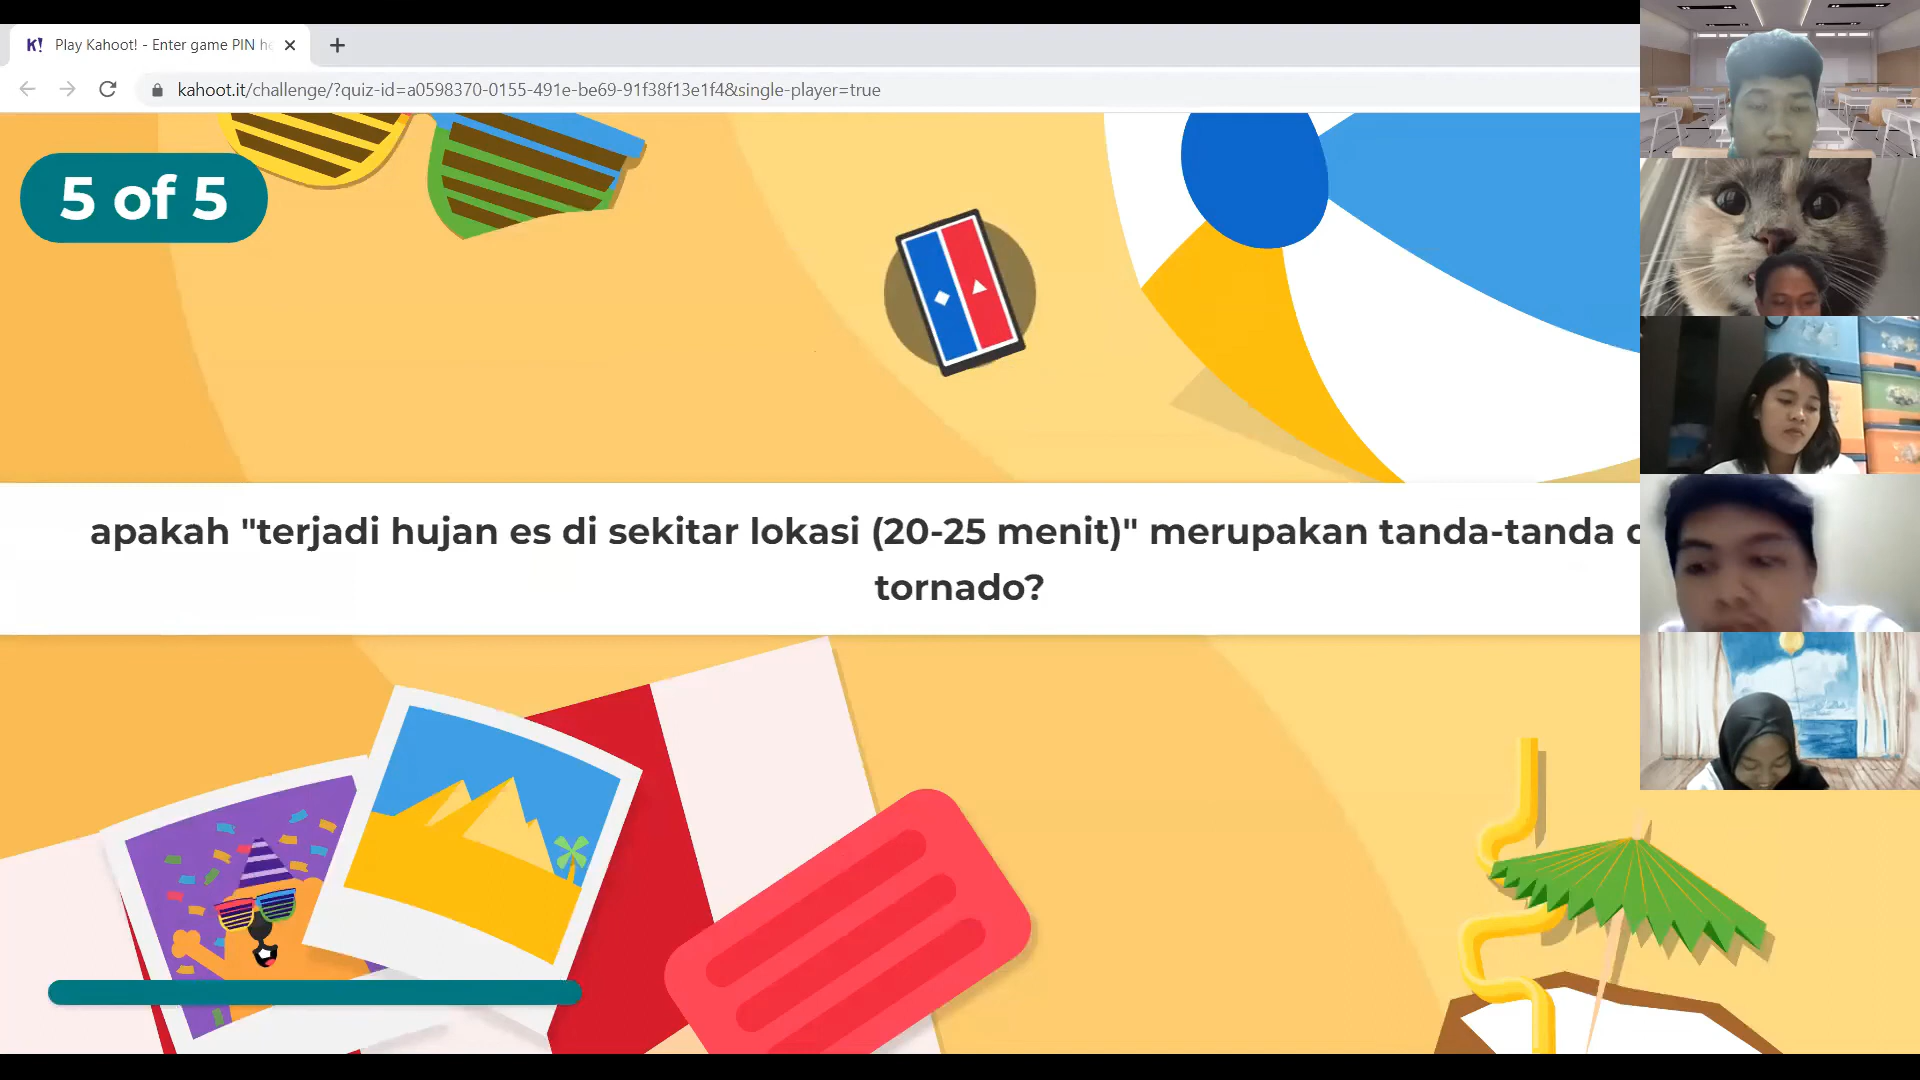 K! Play Kahoot! - Enter game PIN he
kahoot.it/challenge/?quiz-id=a0598370-0155-491e-be69-91f38f13e1f4&single-player=true
5 of 5
apakah "terjadi hujan es di sekitar lokasi (20-25 menit)" merupakan tanda-tanda
tornado?